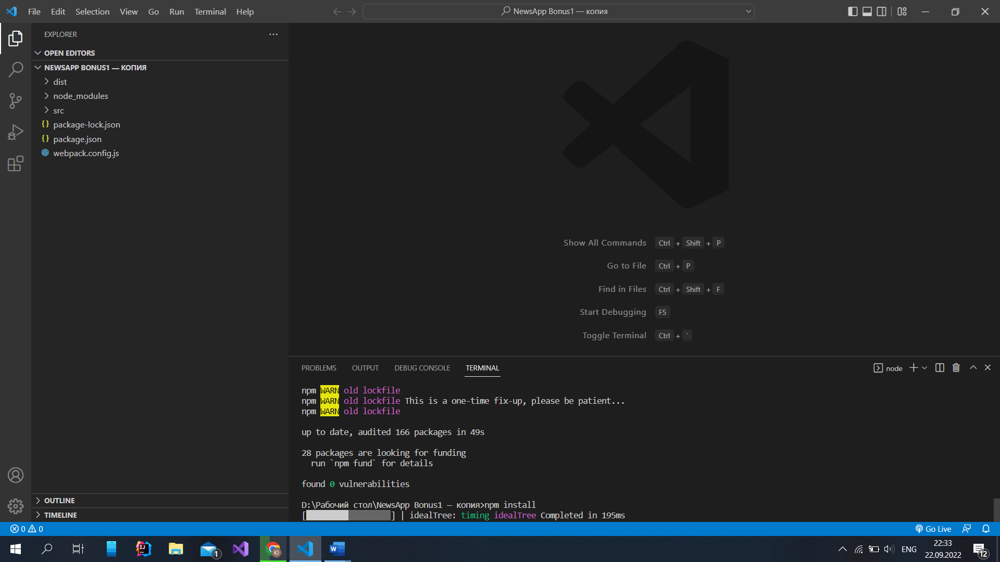 File Edit Selection View Go Run Terminal Help
NewsApp Bonus1 — копия
EXPLORER
OPEN EDITORS
NEWSAPP BONUS1 — КОПИЯ
dist
node_modules
src
{} package-lock.json
{} package.json
webpack.config.js
OUTLINE
TIMELINE
Show All Commands Ctrl + Shift + P
Go to File Ctrl + P
Find in Files Ctrl + Shift + F
Start Debugging F5
Toggle Terminal Ctrl + `
PROBLEMS OUTPUT DEBUG CONSOLE TERMINAL
node
npm WARN old lockfile
npm WARN old lockfile This is a one-time fix-up, please be patient...
npm WARN old lockfile
up to date, audited 166 packages in 49s
28 packages are looking for funding
run `npm fund` for details
found 0 vulnerabilities
D:\Рабочий стол\NewsApp Bonus1 — копия>npm install
[ ] | idealTree: timing idealTree Completed in 195ms
0 0
Go Live
1
Ю
W
ENG
22:33
22.09.2022
12